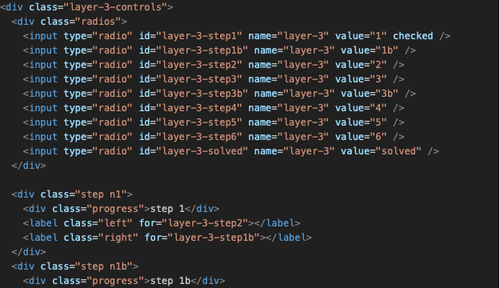 <div class="layer-3-controls">
<div class="radios">
<input type="radio" id="layer-3-step1" name="layer-3" value="1" checked />
<input type="radio" id="layer-3-step1b" name="layer-3" value="1b" />
<input type="radio" id="layer-3-step2" name="layer-3" value="2" />
<input type="radio" id="layer-3-step3" name="layer-3" value="3" />
<input type="radio" id="layer-3-step3b" name="layer-3" value="3b" />
<input type="radio" id="layer-3-step4" name="layer-3" value="4" />
<input type="radio" id="layer-3-step5" name="layer-3" value="5" />
<input type="radio" id="layer-3-step6" name="layer-3" value="6" />
<input type="radio" id="layer-3-solved" name="layer-3" value="solved" />
</div>
<div class="step n1">
<div class="progress">step 1</div>
<label class="left" for="layer-3-step2"></label>
<label class="right" for="layer-3-step1b"></label>
</div>
<div class="step n1b">
<div class="progress">step 1b</div>